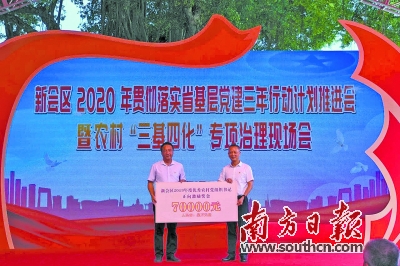 新会区2020年贯彻落实省基层党建三年行动计划推进会
暨农村“三基四化”专项治理现场会
70000元
南方日报
www.southcn.com